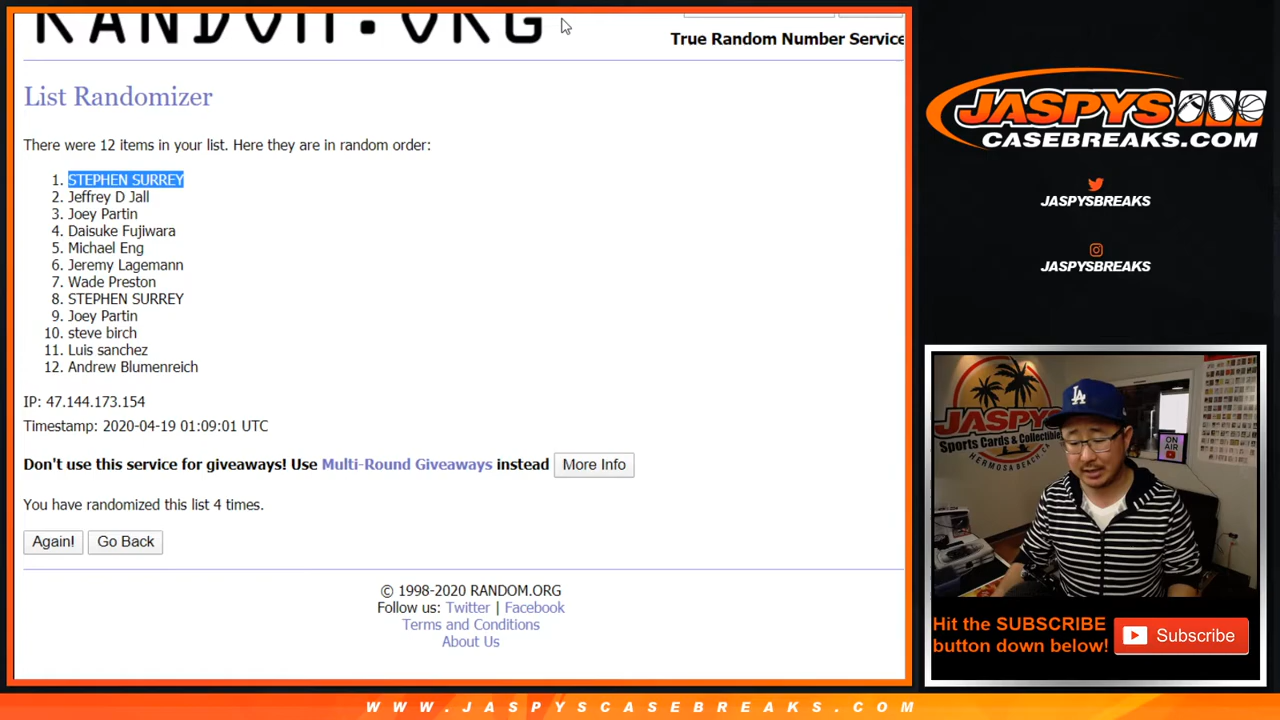 RANDOM.ORG
True Random Number Service
List Randomizer
There were 12 items in your list. Here they are in random order:
1. STEPHEN SURREY
2. Jeffrey D Jall
3. Joey Partin
4. Daisuke Fujiwara
5. Michael Eng
6. Jeremy Lagemann
7. Wade Preston
8. STEPHEN SURREY
9. Joey Partin
10. steve birch
11. Luis sanchez
12. Andrew Blumenreich
IP: 47.144.173.154
Timestamp: 2020-04-19 01:09:01 UTC
Don't use this service for giveaways! Use Multi-Round Giveaways instead More Info
You have randomized this list 4 times.
Again! Go Back
© 1998-2020 RANDOM.ORG
Follow us: Twitter | Facebook
Terms and Conditions
About Us
JASPYS
CASEBREAKS.COM
JASPYSBREAKS
JASPYSBREAKS
JASPYS
Sports Cards & Collectibles
HERMOSA BEACH, CA
LA
ON
AIR
Hit the SUBSCRIBE
button down below!
Subscribe
WWW.JASPYSCASEBREAKS.COM